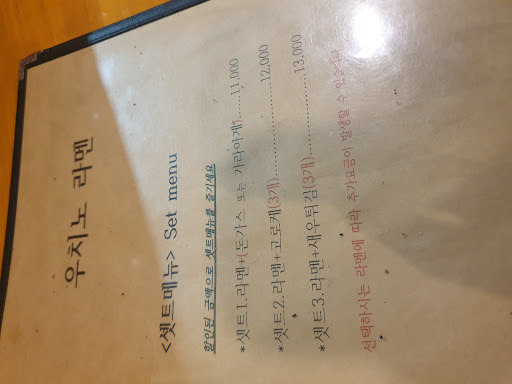 우치노 라멘
<셋트메뉴> Set menu
할인된 금액으로 셋트메뉴를 즐기세요
*셋트1.라멘+(돈가스 또는 가라아게)......11.000
*셋트2.라멘+고로케(3개)........................12.000
*셋트3.라멘+새우튀김(3개)....................13.000
선택하시는 라멘에 따라 추가요금이 발생할 수 있습니다